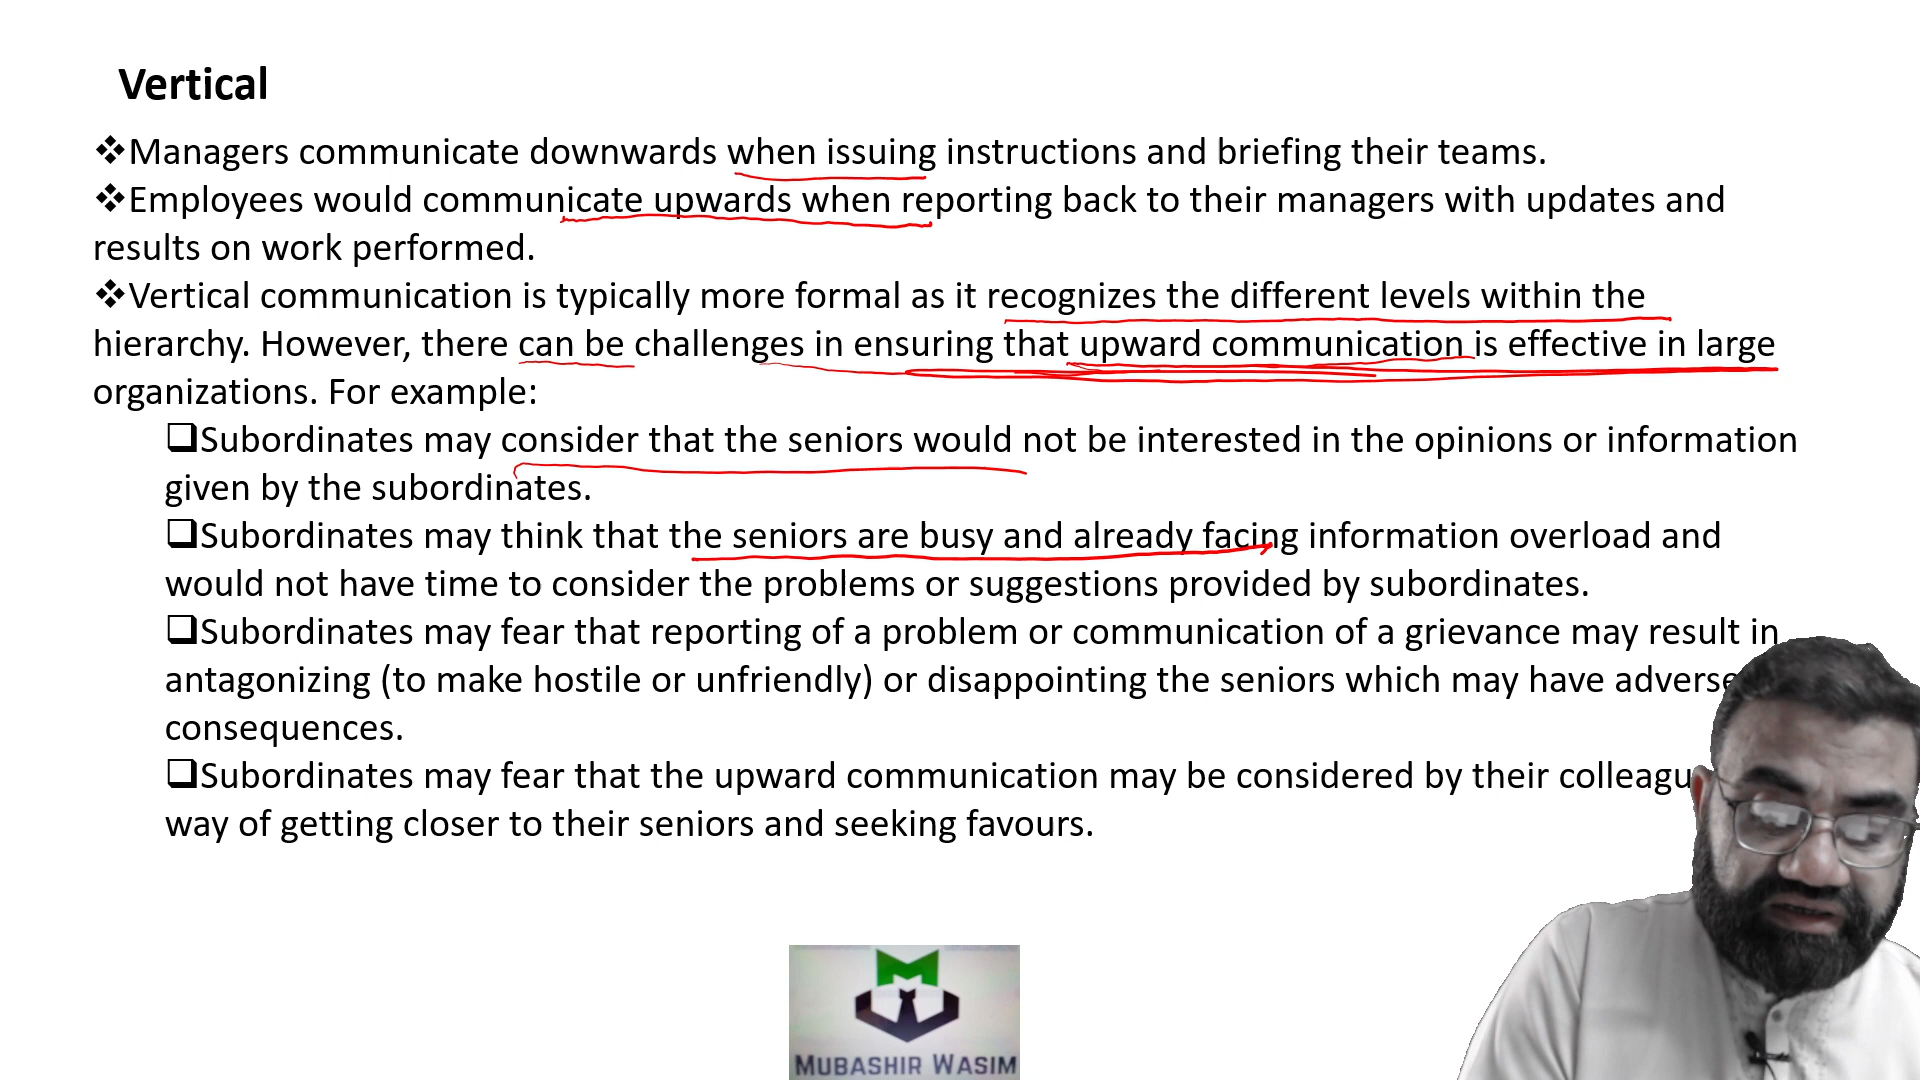 Vertical
❖Managers communicate downwards when issuing instructions and briefing their teams.
❖Employees would communicate upwards when reporting back to their managers with updates and
results on work performed.
❖Vertical communication is typically more formal as it recognizes the different levels within the
hierarchy. However, there can be challenges in ensuring that upward communication is effective in large
organizations. For example:
❑Subordinates may consider that the seniors would not be interested in the opinions or information
given by the subordinates.
❑Subordinates may think that the seniors are busy and already facing information overload and
would not have time to consider the problems or suggestions provided by subordinates.
❑Subordinates may fear that reporting of a problem or communication of a grievance may result in
antagonizing (to make hostile or unfriendly) or disappointing the seniors which may have adverse
consequences.
❑Subordinates may fear that the upward communication may be considered by their
way of getting closer to their seniors and seeking favours.
MUBASHIR WASIM